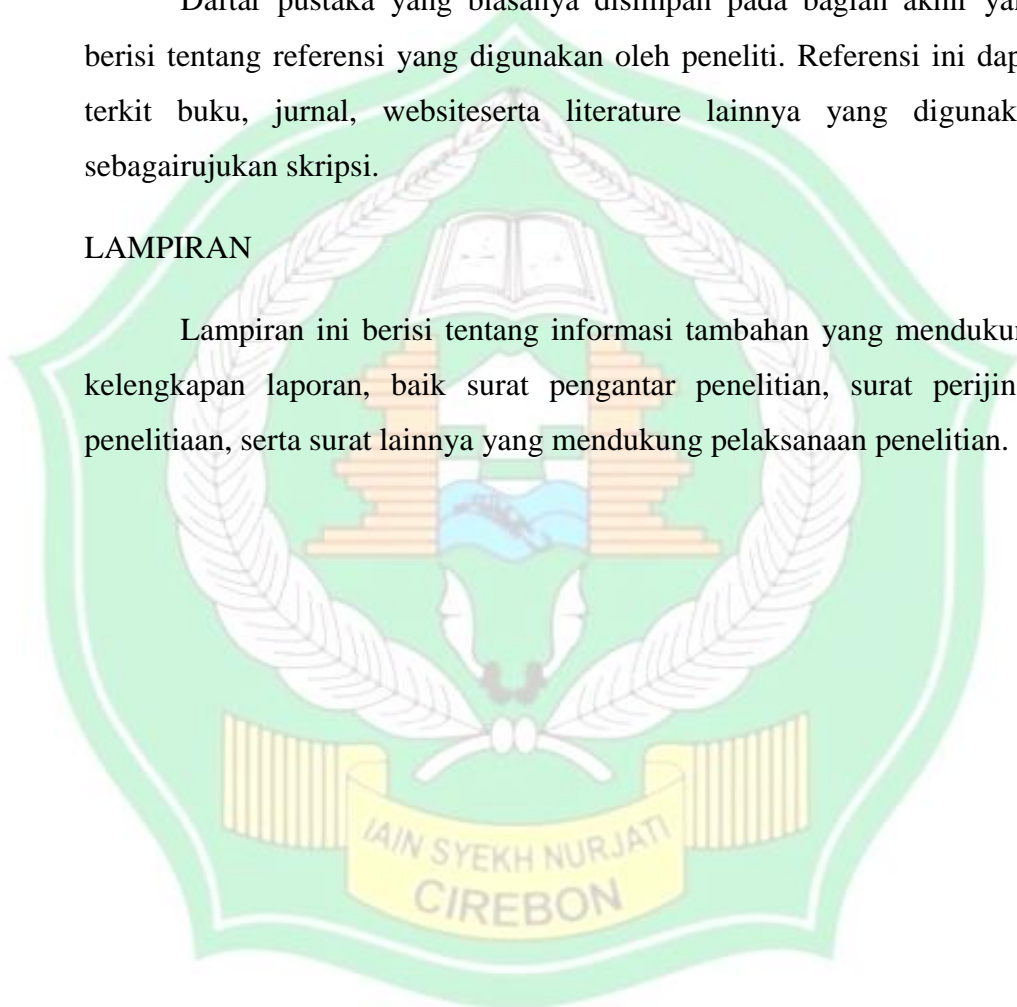 Daftar pustaka yang biasanya disimpan pada bagian akhir yan
berisi tentang referensi yang digunakan oleh peneliti. Referensi ini dap
terkit buku, jurnal, websiteserta literature lainnya yang digunak
sebagairujukan skripsi.
LAMPIRAN
Lampiran ini berisi tentang informasi tambahan yang mendukun
kelengkapan laporan, baik surat pengantar penelitian, surat perijin
penelitiaan, serta surat lainnya yang mendukung pelaksanaan penelitian.
IAIN SYEKH NURJATI
CIREBON